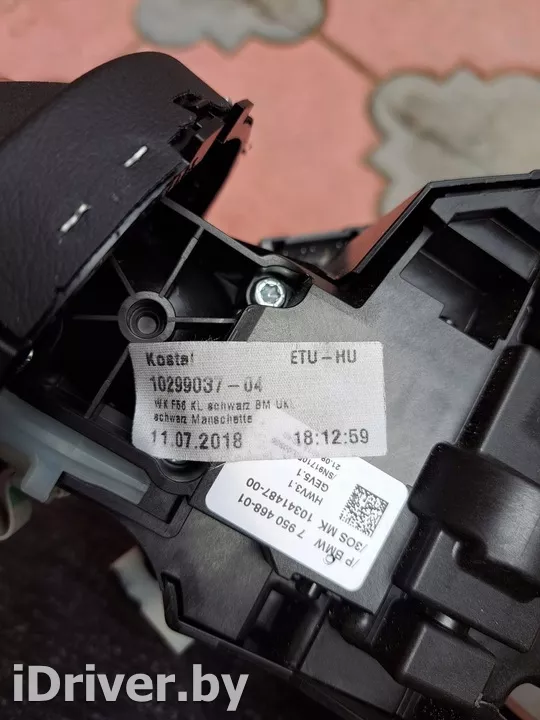 Kostal ETU-HU
10299037-04
WK F56 KL schwarz BM UK
schwarz Manschette
11.07.2018 18:12:59
/P BMW 7 950 468-01
/3OS MK 10341487-00
HWV3.1
GEV5.1
iDriver.by